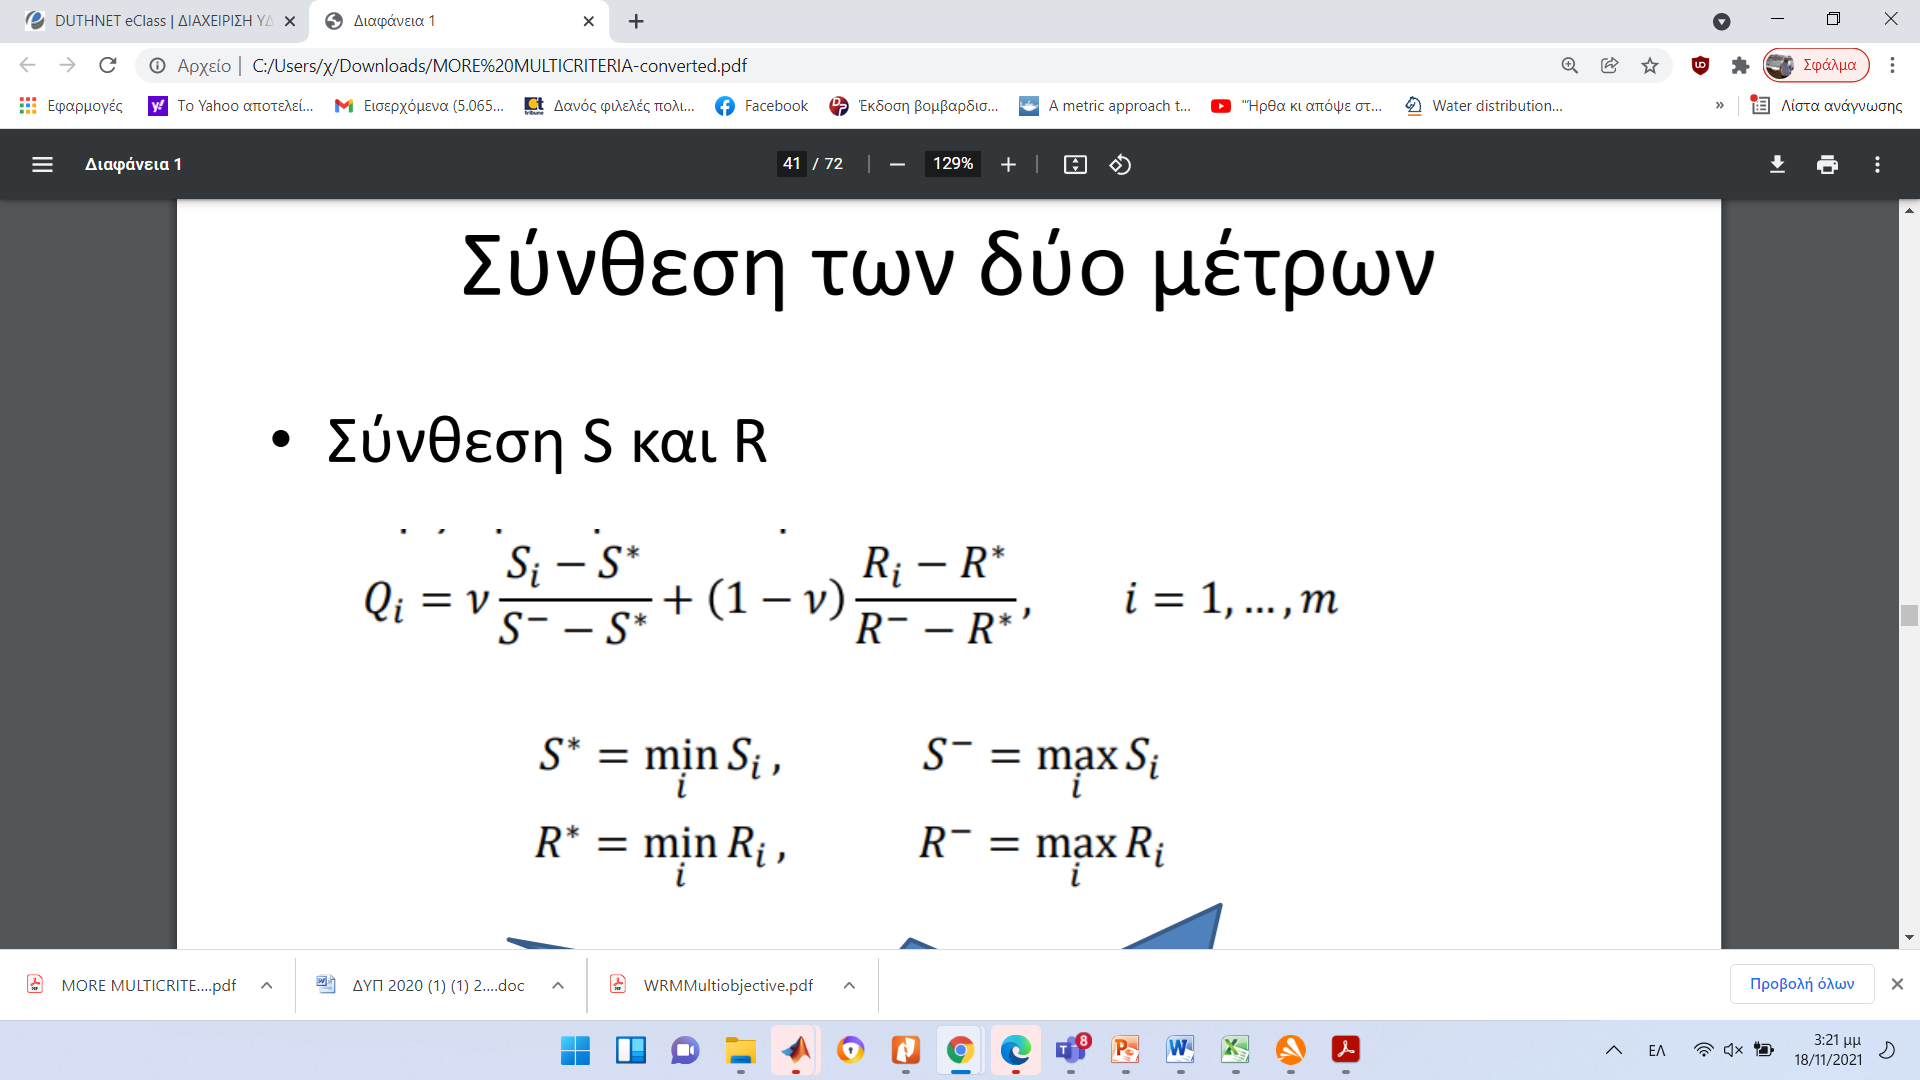 DUTHNET eClass | ΔΙΑΧΕΙΡΙΣΗ ΥΔ
Διαφάνεια 1
Αρχείο | C:/Users/χ/Downloads/MORE%20MULTICRITERIA-converted.pdf
Σφάλμα
Εφαρμογές
Το Yahoo αποτελεί...
Εισερχόμενα (5.065...
Δανός φιλελές πολι...
Facebook
Έκδοση βομβαρδισ...
A metric approach t...
"Ήρθα κι απόψε στ...
Water distribution...
»
Λίστα ανάγνωσης
Διαφάνεια 1
41 / 72
129%
Σύνθεση των δύο μέτρων
• Σύνθεση S και R
Q_i = ν (S_i − S^*)/(S^− − S^*) + (1 − ν) (R_i − R^*)/(R^− − R^*), i = 1, … , m
S^* = min_i S_i , S^− = max_i S_i
R^* = min_i R_i , R^− = max_i R_i
MORE MULTICRITE....pdf
ΔΥΠ 2020 (1) (1) 2....doc
WRMMultiobjective.pdf
Προβολή όλων
8
ΕΛ
3:21 μμ
18/11/2021